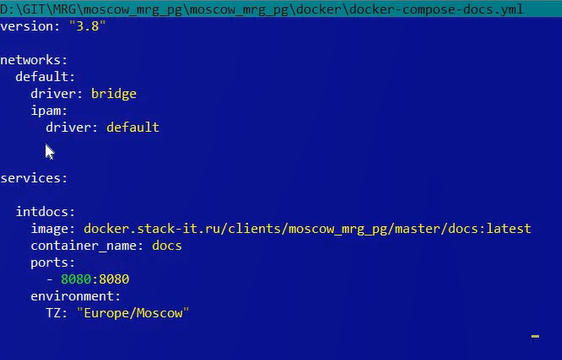 D:\GIT\MRG\moscow_mrg_pg\moscow_mrg_pg\docker\docker-compose-docs.yml
version: "3.8"
networks:
default:
driver: bridge
ipam:
driver: default
services:
intdocs:
image: docker.stack-it.ru/clients/moscow_mrg_pg/master/docs:latest
container_name: docs
ports:
- 8080:8080
environment:
TZ: "Europe/Moscow"